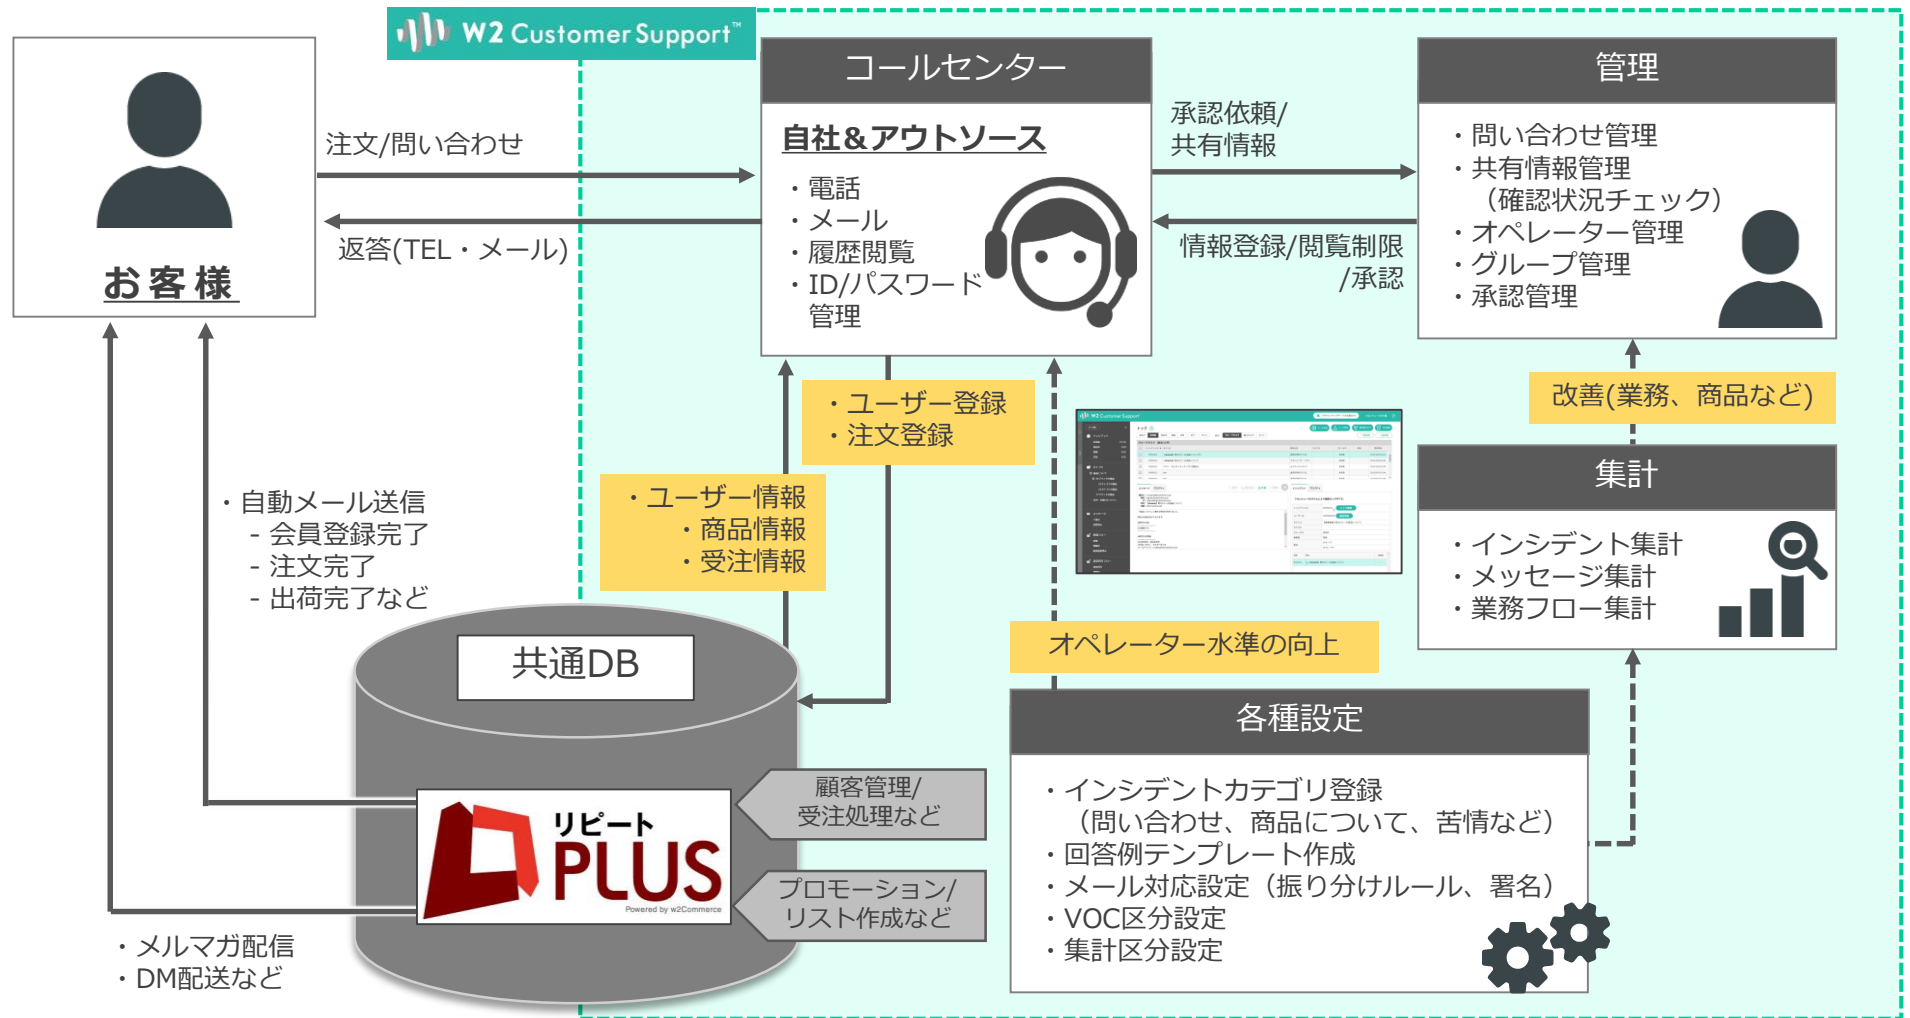 W2 Customer Support™
お客様
注文/問い合わせ
返答(TEL・メール)
コールセンター
自社&アウトソース
・電話
・メール
・履歴閲覧
・ID/パスワード
管理
承認依頼/
共有情報
情報登録/閲覧制限
/承認
管理
・問い合わせ管理
・共有情報管理
（確認状況チェック）
・オペレーター管理
・グループ管理
・承認管理
改善(業務、商品など)
集計
・インシデント集計
・メッセージ集計
・業務フロー集計
・ユーザー登録
・注文登録
・ユーザー情報
・商品情報
・受注情報
W2 Customer Support
・自動メール送信
- 会員登録完了
- 注文完了
- 出荷完了など
オペレーター水準の向上
共通DB
リピート
PLUS
Powered by w2Commerce
顧客管理/
受注処理など
プロモーション/
リスト作成など
・メルマガ配信
・DM配送など
各種設定
・インシデントカテゴリ登録
（問い合わせ、商品について、苦情など）
・回答例テンプレート作成
・メール対応設定（振り分けルール、署名）
・VOC区分設定
・集計区分設定